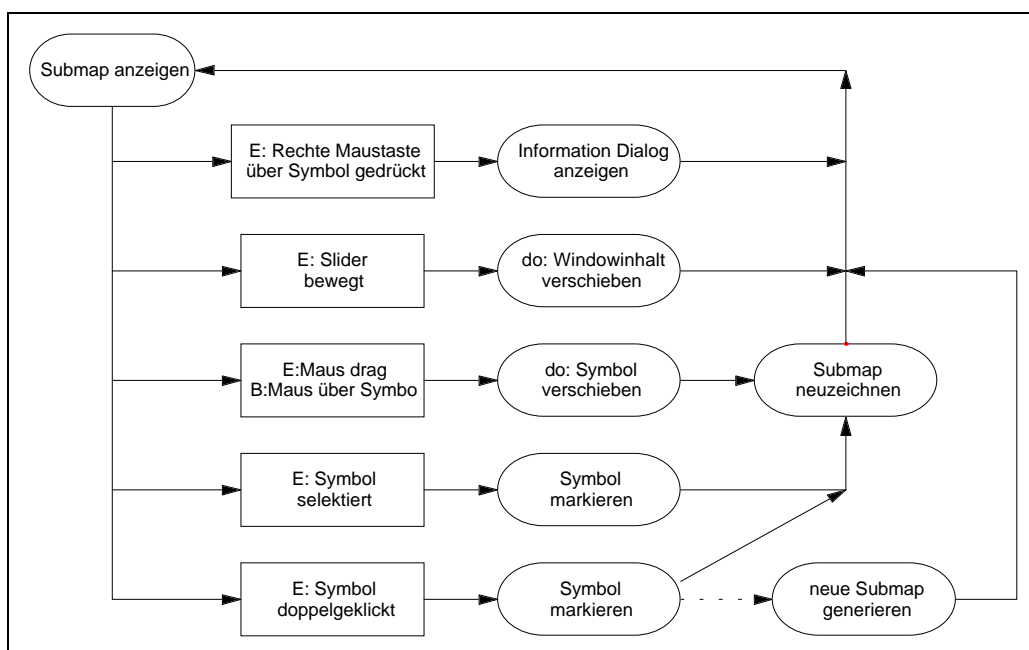 Submap anzeigen
E: Rechte Maustaste
über Symbol gedrückt
Information Dialog
anzeigen
E: Slider
bewegt
do: Windowinhalt
verschieben
E:Maus drag
B:Maus über Symbo
do: Symbol
verschieben
Submap
neuzeichnen
E: Symbol
selektiert
Symbol
markieren
E: Symbol
doppelgeklickt
Symbol
markieren
neue Submap
generieren